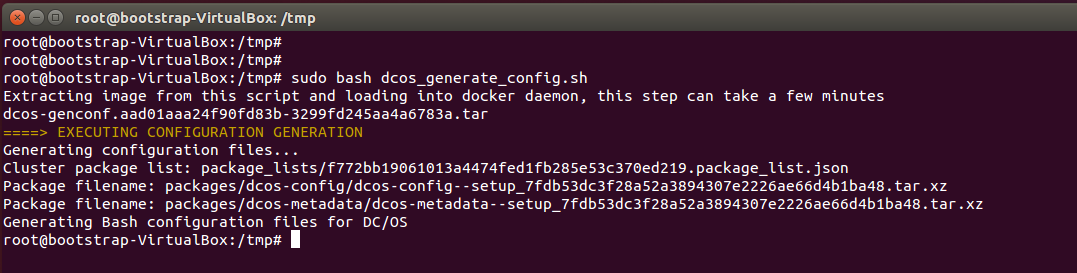 root@bootstrap-VirtualBox: /tmp
root@bootstrap-VirtualBox:/tmp#
root@bootstrap-VirtualBox:/tmp#
root@bootstrap-VirtualBox:/tmp# sudo bash dcos_generate_config.sh
Extracting image from this script and loading into docker daemon, this step can take a few minutes
dcos-genconf.aad01aaa24f90fd83b-3299fd245aa4a6783a.tar
====> EXECUTING CONFIGURATION GENERATION
Generating configuration files...
Cluster package list: package_lists/f772bb19061013a4474fed1fb285e53c370ed219.package_list.json
Package filename: packages/dcos-config/dcos-config--setup_7fdb53dc3f28a52a3894307e2226ae66d4b1ba48.tar.xz
Package filename: packages/dcos-metadata/dcos-metadata--setup_7fdb53dc3f28a52a3894307e2226ae66d4b1ba48.tar.xz
Generating Bash configuration files for DC/OS
root@bootstrap-VirtualBox:/tmp#